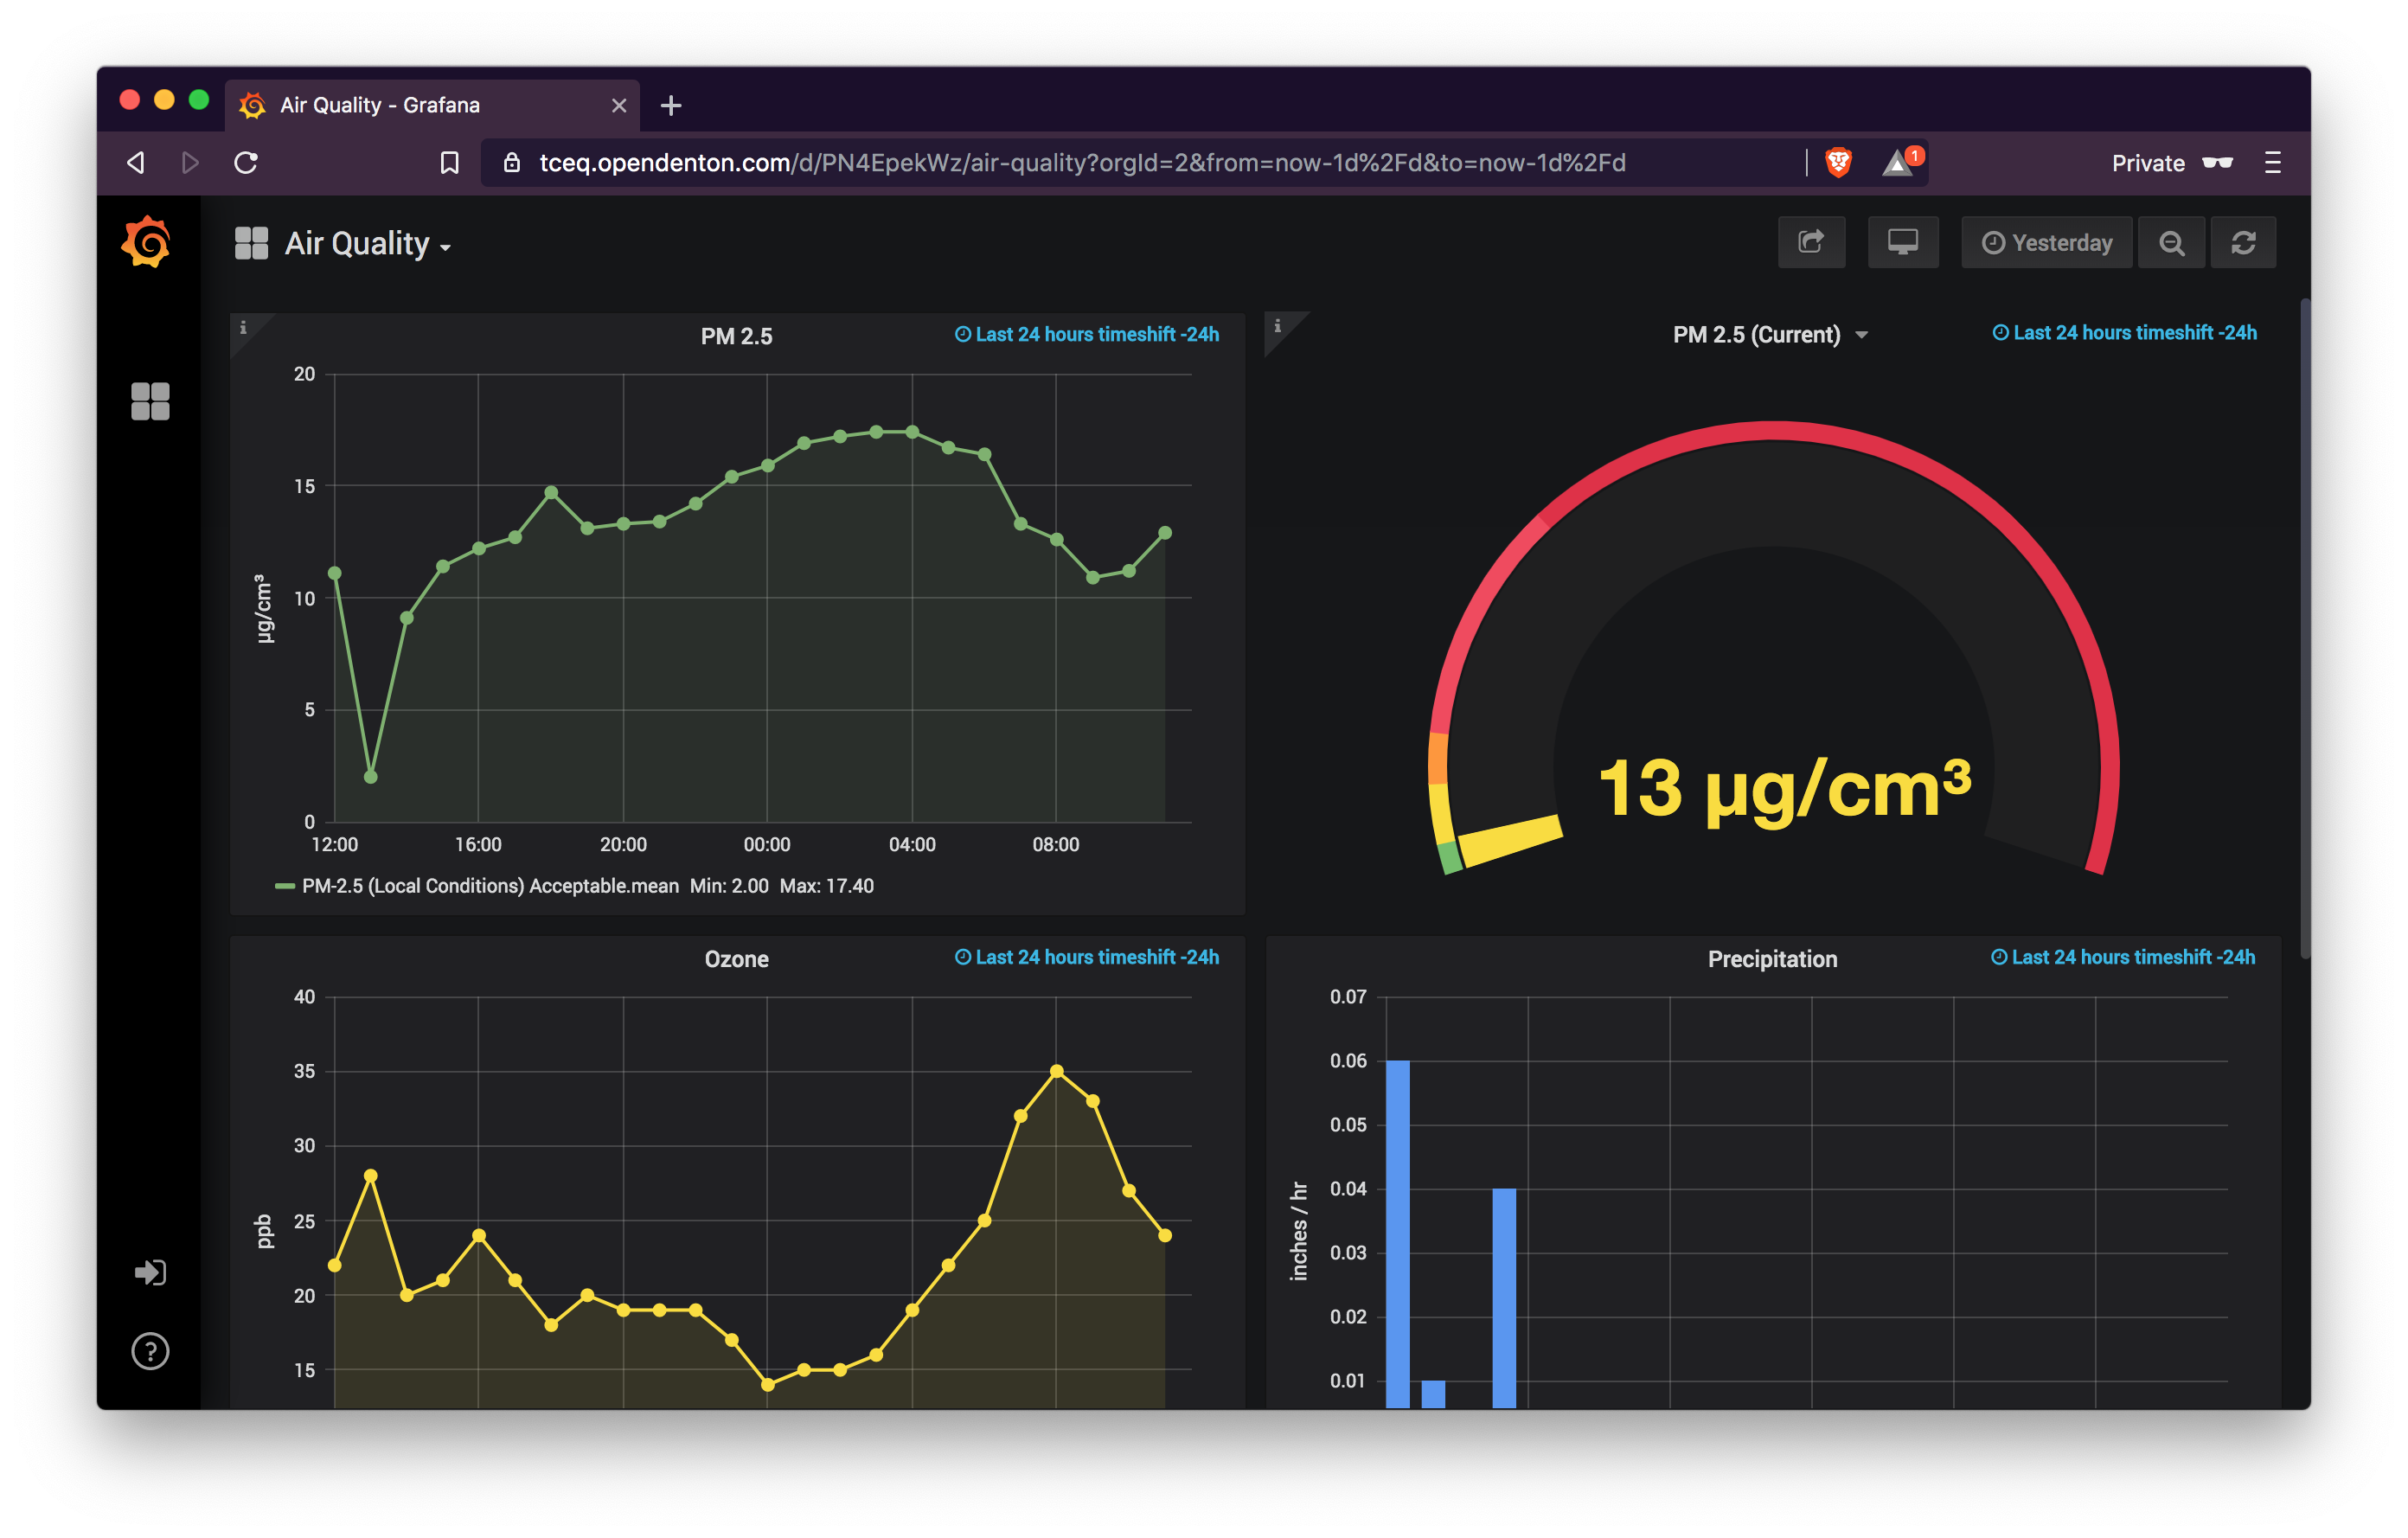 Air Quality - Grafana
tceq.opendenton.com/d/PN4EpekWz/air-quality?orgId=2&from=now-1d%2Fd&to=now-1d%2Fd
1
Private
Air Quality
Yesterday
i
PM 2.5
Last 24 hours timeshift -24h
20
15
10
5
0
µg/cm³
12:00 16:00 20:00 00:00 04:00 08:00
PM-2.5 (Local Conditions) Acceptable.mean Min: 2.00 Max: 17.40
i
PM 2.5 (Current)
Last 24 hours timeshift -24h
13 µg/cm³
Ozone
Last 24 hours timeshift -24h
40
35
30
25
20
15
ppb
Precipitation
Last 24 hours timeshift -24h
0.07
0.06
0.05
0.04
0.03
0.02
0.01
inches / hr
?